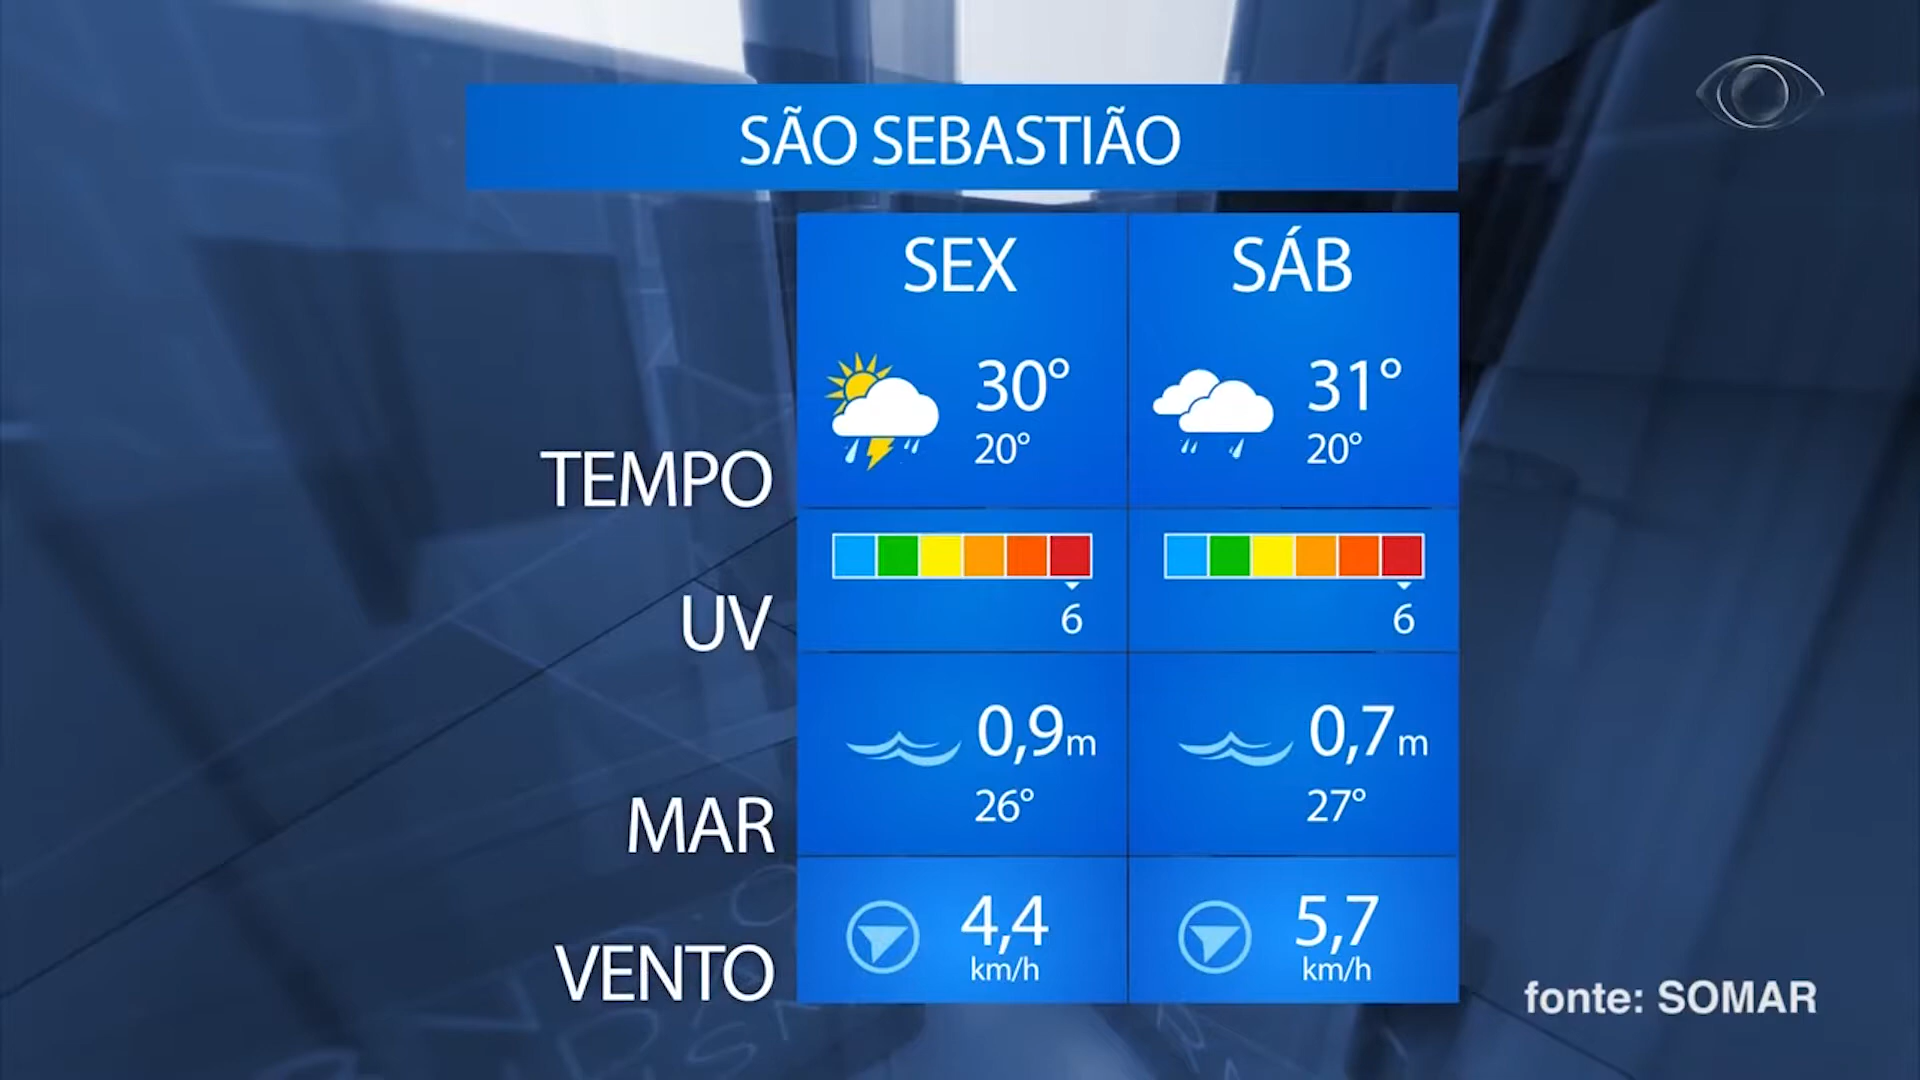 SÃO SEBASTIÃO
SEX SÁB
TEMPO
30° 31°
20° 20°
UV
6 6
MAR
0,9m 0,7m
26° 27°
VENTO
4,4 5,7
km/h km/h
fonte: SOMAR